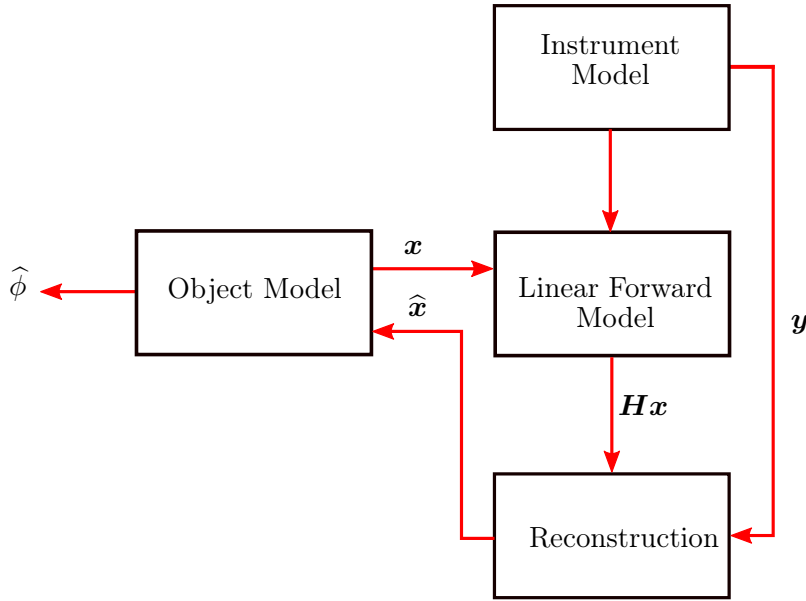 Instrument
Model
x
Object Model
Linear Forward
Model
x̂
ϕ̂
y
Hx
Reconstruction